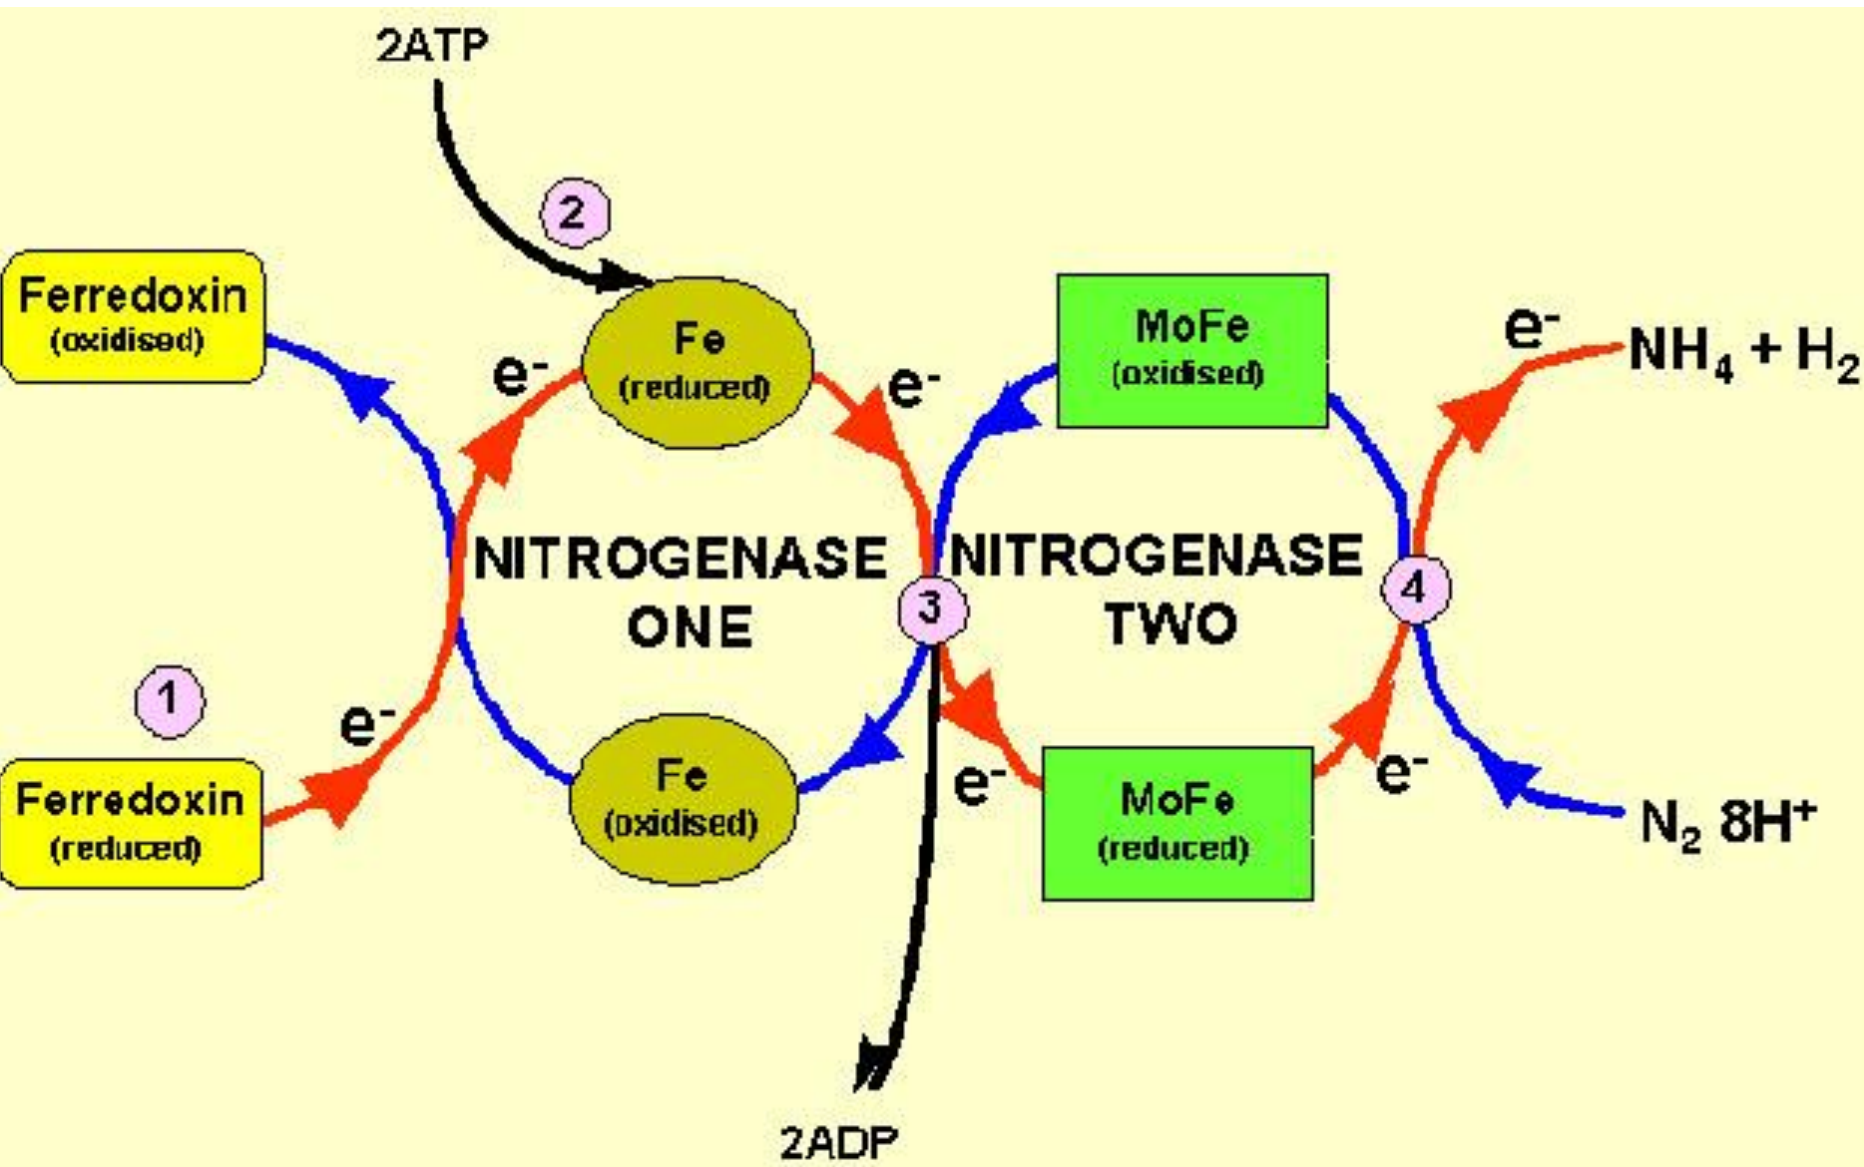 2ATP
2
Ferredoxin
(oxidised)
e-
Fe
(reduced)
e-
MoFe
(oxidised)
e-
NH₄ + H₂
NITROGENASE
ONE
NITROGENASE
TWO
3
4
1
e-
Ferredoxin
(reduced)
Fe
(oxidised)
e-
MoFe
(reduced)
e-
N₂ 8H⁺
2ADP